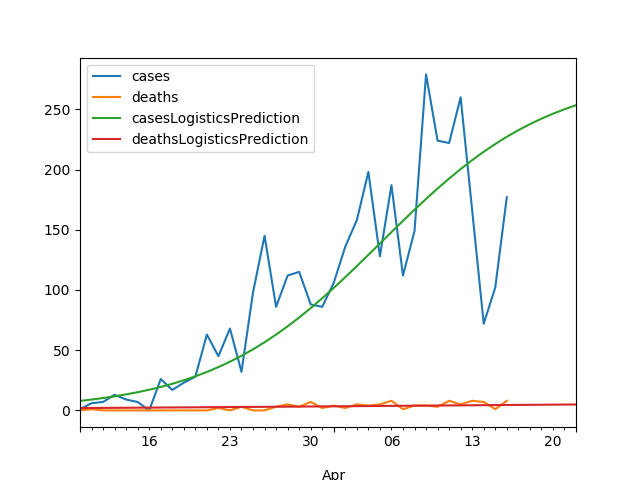 cases
deaths
casesLogisticsPrediction
deathsLogisticsPrediction
250
200
150
100
50
0
16 23 30 06 13 20
Apr